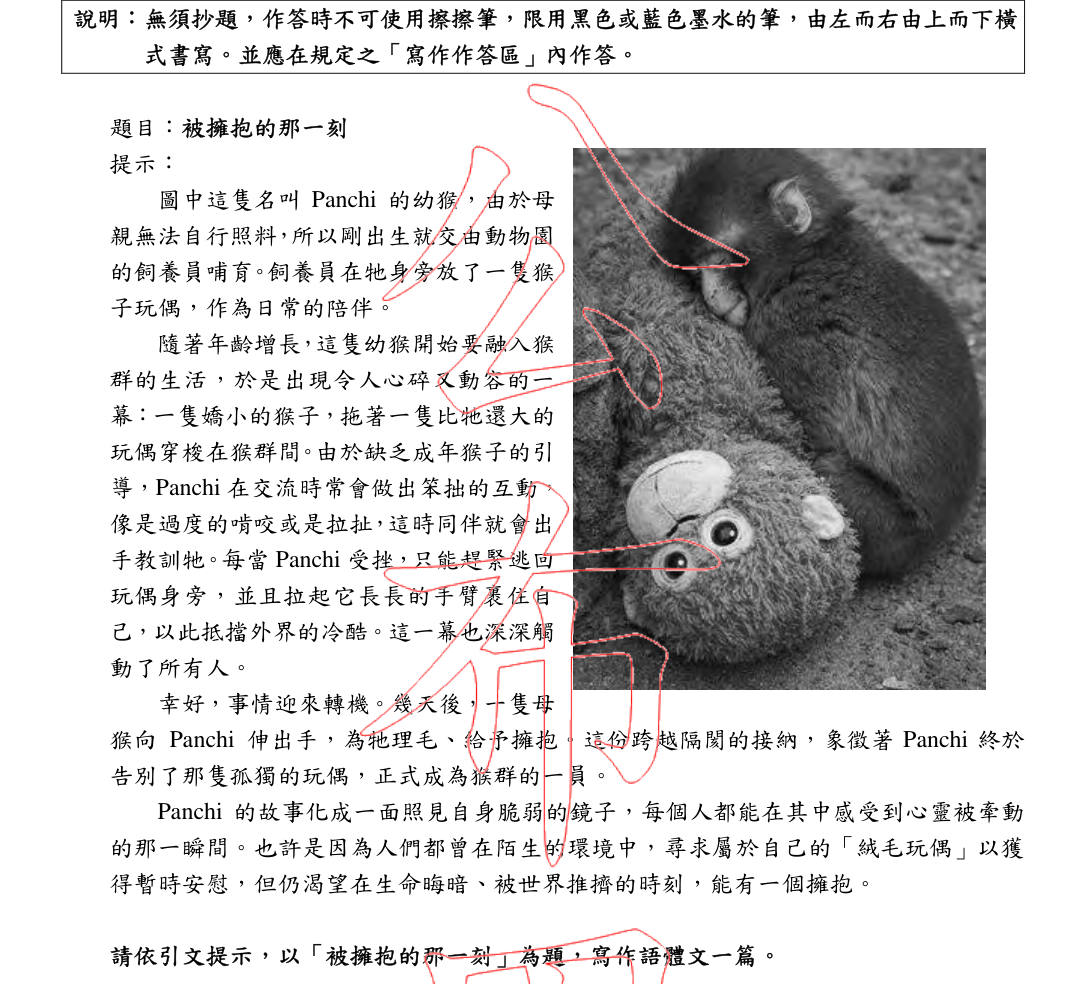 說明：無須抄題，作答時不可使用擦擦筆，限用黑色或藍色墨水的筆，由左而右由上而下橫
式書寫。並應在規定之「寫作作答區」內作答。
題目：被擁抱的那一刻
提示：
圖中這隻名叫 Panchi 的幼猴，由於母
親無法自行照料，所以剛出生就交由動物園
的飼養員哺育。飼養員在牠身旁放了一隻猴
子玩偶，作為日常的陪伴。
隨著年齡增長，這隻幼猴開始要融入猴
群的生活，於是出現令人心碎又動容的一
幕：一隻嬌小的猴子，拖著一隻比牠還大的
玩偶穿梭在猴群間。由於缺乏成年猴子的引
導，Panchi 在交流時常會做出笨拙的互動，
像是過度的啃咬或是拉扯，這時同伴就會出
手教訓牠。每當 Panchi 受挫，只能趕緊逃回
玩偶身旁，並且拉起它長長的手臂裹住自
己，以此抵擋外界的冷酷。這一幕也深深觸
動了所有人。
幸好，事情迎來轉機。幾天後，一隻母
猴向 Panchi 伸出手，為牠理毛、給予擁抱。這份跨越隔閡的接納，象徵著 Panchi 終於
告別了那隻孤獨的玩偶，正式成為猴群的一員。
Panchi 的故事化成一面照見自身脆弱的鏡子，每個人都能在其中感受到心靈被牽動
的那一瞬間。也許是因為人們都曾在陌生的環境中，尋求屬於自己的「絨毛玩偶」以獲
得暫時安慰，但仍渴望在生命晦暗、被世界推擠的時刻，能有一個擁抱。
請依引文提示，以「被擁抱的那一刻」為題，寫作語體文一篇。